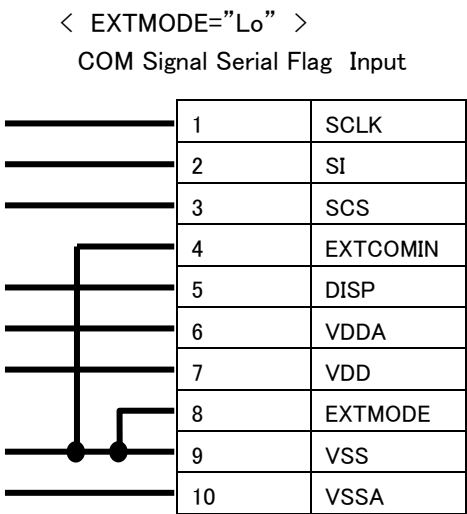 < EXTMODE=”Lo” >
COM Signal Serial Flag Input
1 SCLK
2 SI
3 SCS
4 EXTCOMIN
5 DISP
6 VDDA
7 VDD
8 EXTMODE
9 VSS
10 VSSA